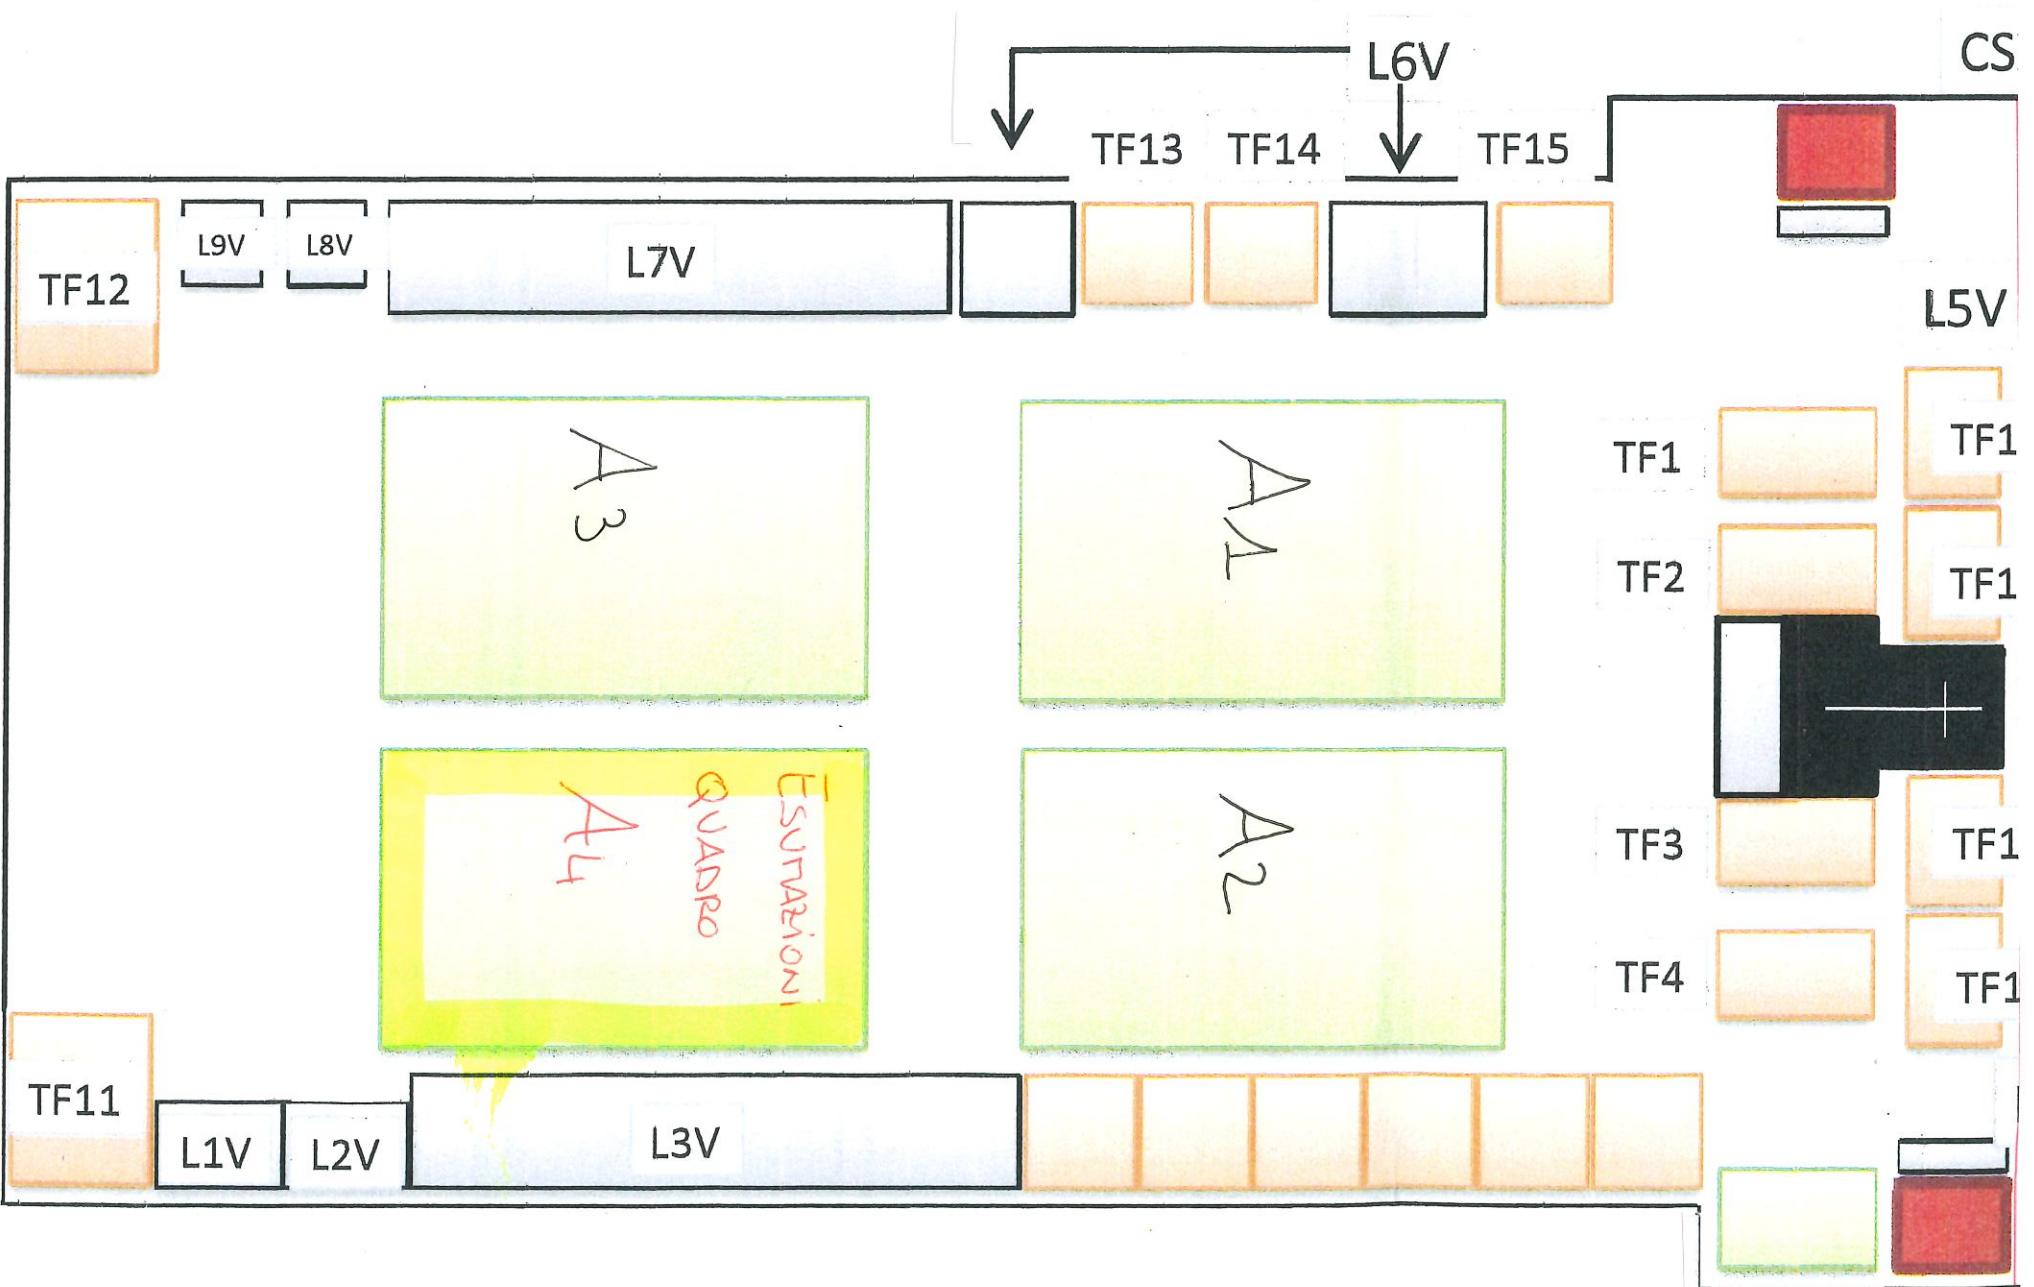 CS
L6V
TF13
TF14
TF15
L9V
L8V
L7V
TF12
L5V
TF1
TF1
TF2
TF1
A3
A1
ESUMAZIONI
QUADRO
A4
A2
TF3
TF1
TF4
TF1
TF11
L1V
L2V
L3V